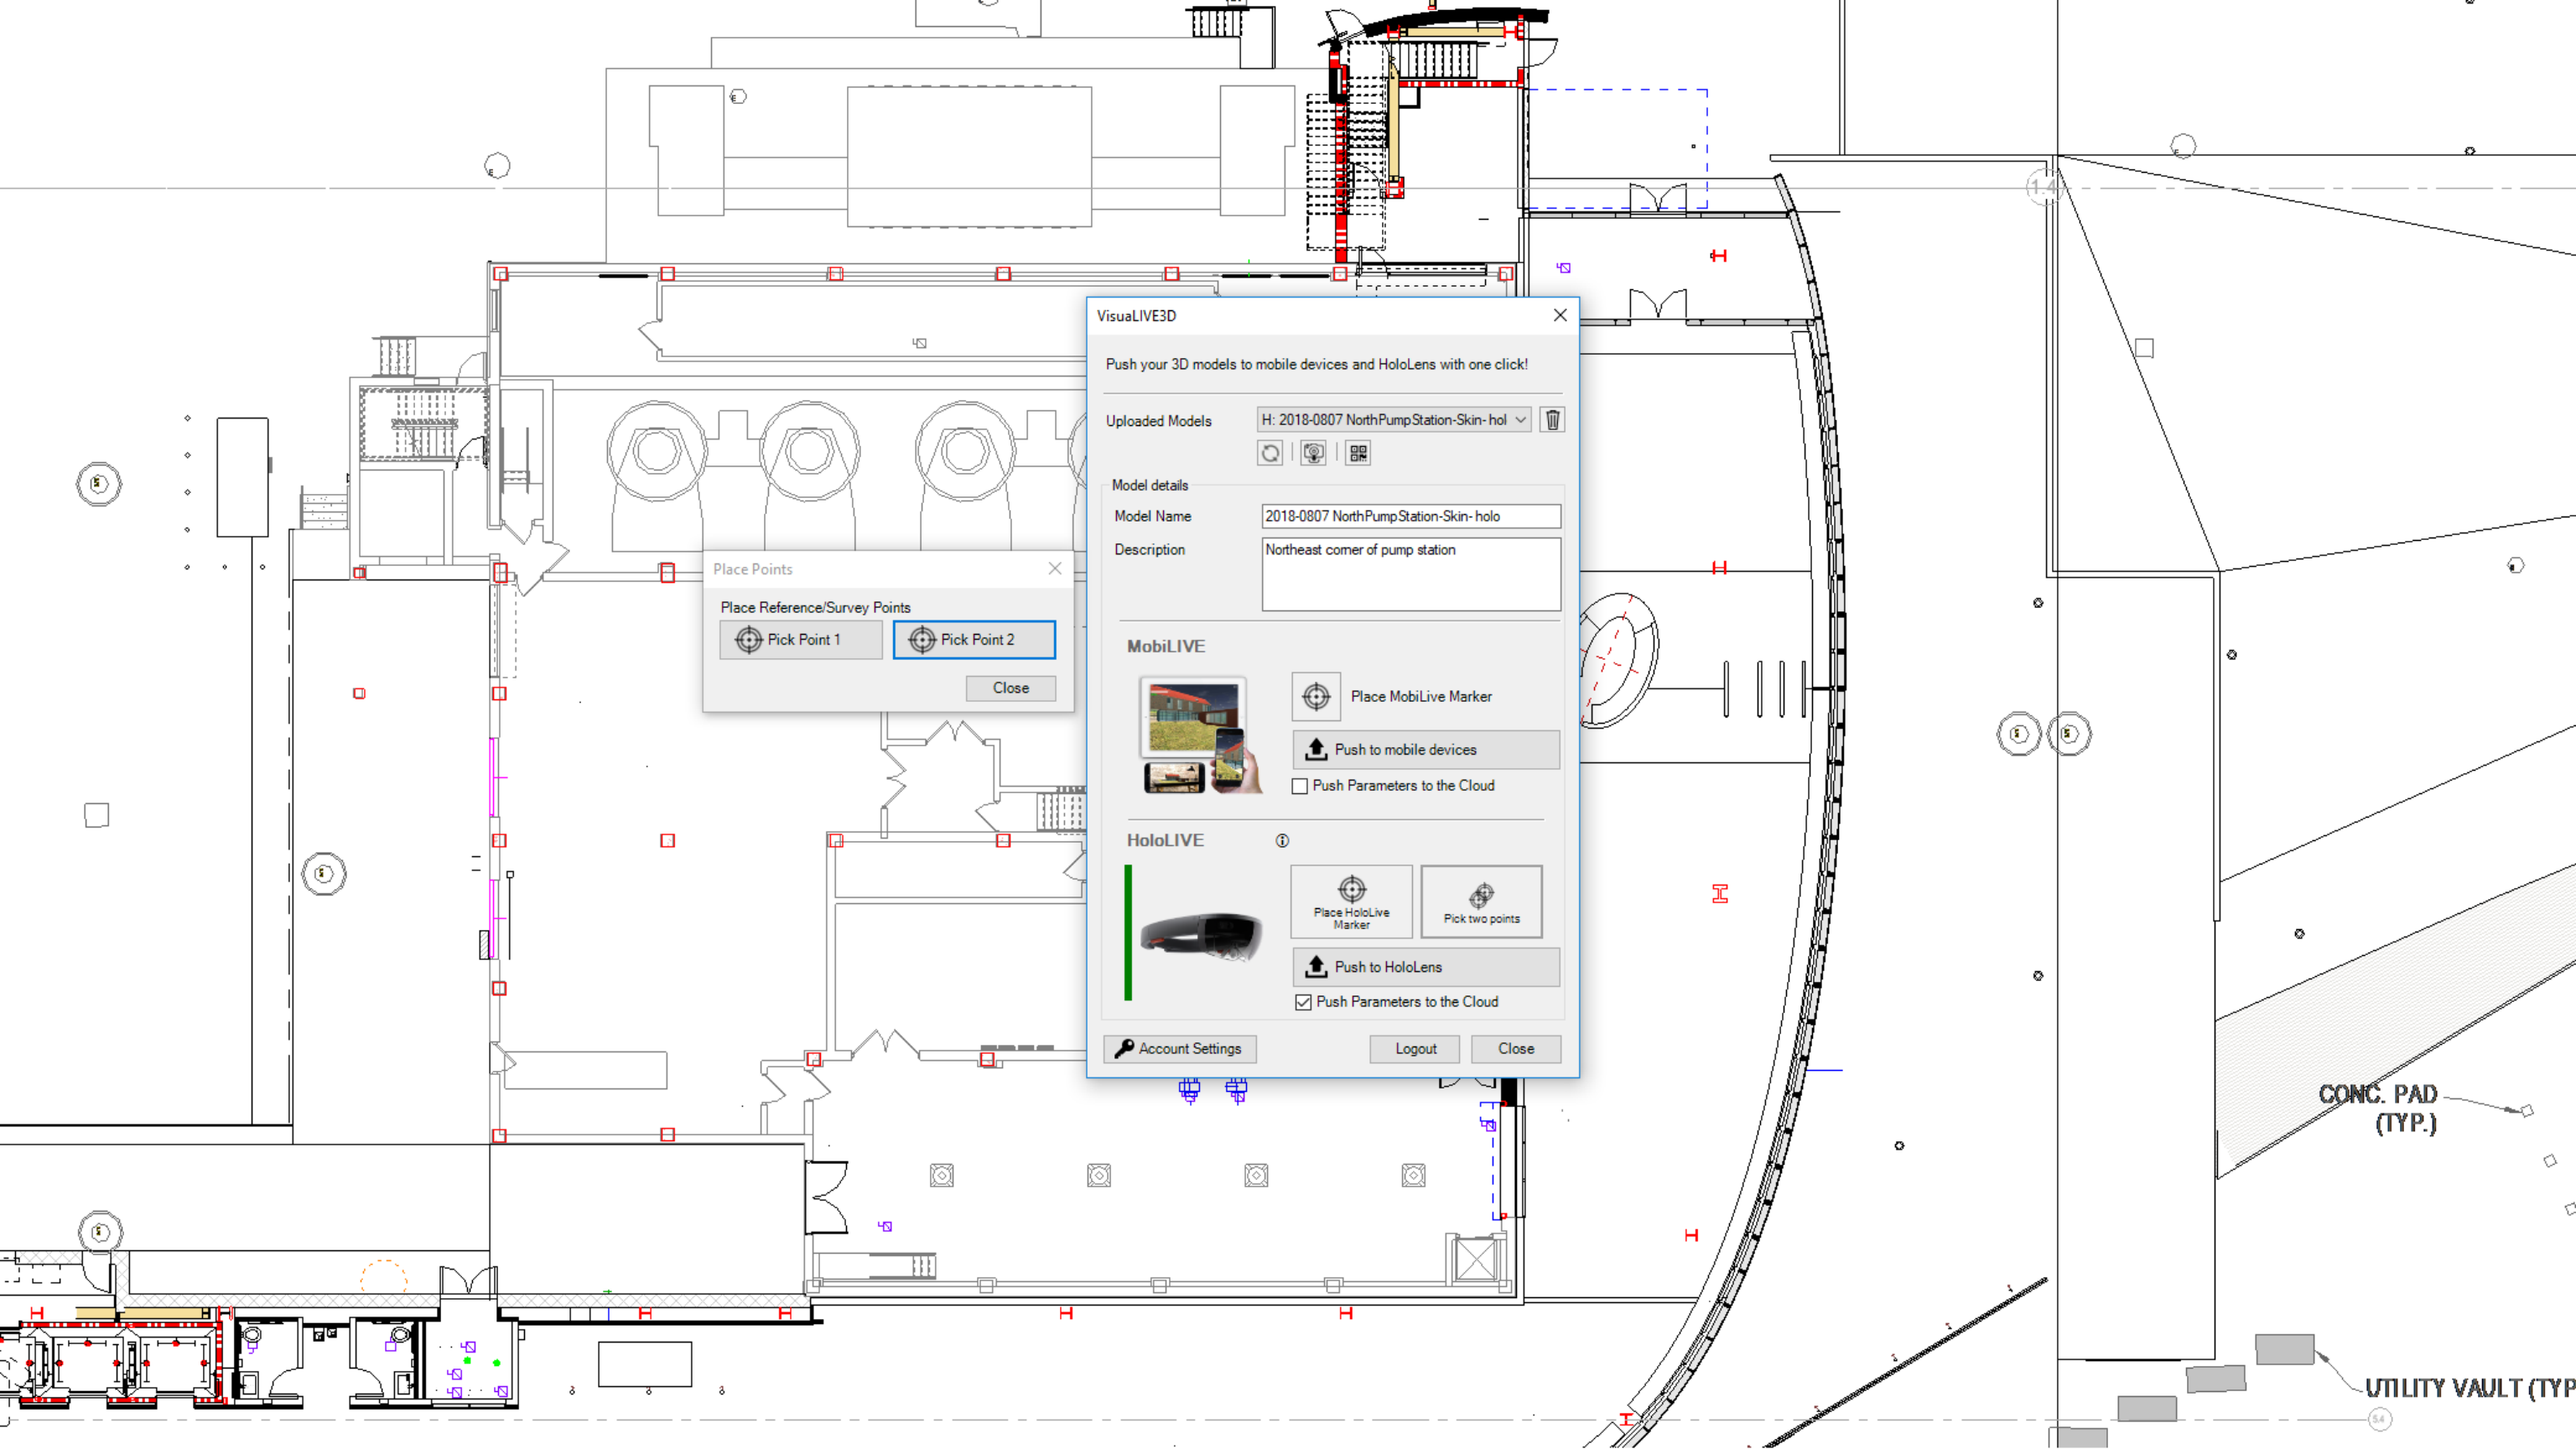 1.4
VisuaLIVE3D
Push your 3D models to mobile devices and HoloLens with one click!
Uploaded Models
H: 2018-0807 NorthPumpStation-Skin- hol
Model details
Model Name
2018-0807 NorthPumpStation-Skin- holo
Description
Northeast corner of pump station
Place Points
Place Reference/Survey Points
Pick Point 1
Pick Point 2
Close
MobiLIVE
Place MobiLive Marker
Push to mobile devices
Push Parameters to the Cloud
HoloLIVE
Place HoloLive
Marker
Pick two points
Push to HoloLens
Push Parameters to the Cloud
Account Settings
Logout
Close
CONC. PAD
(TYP.)
UTILITY VAULT (TYP
5.4